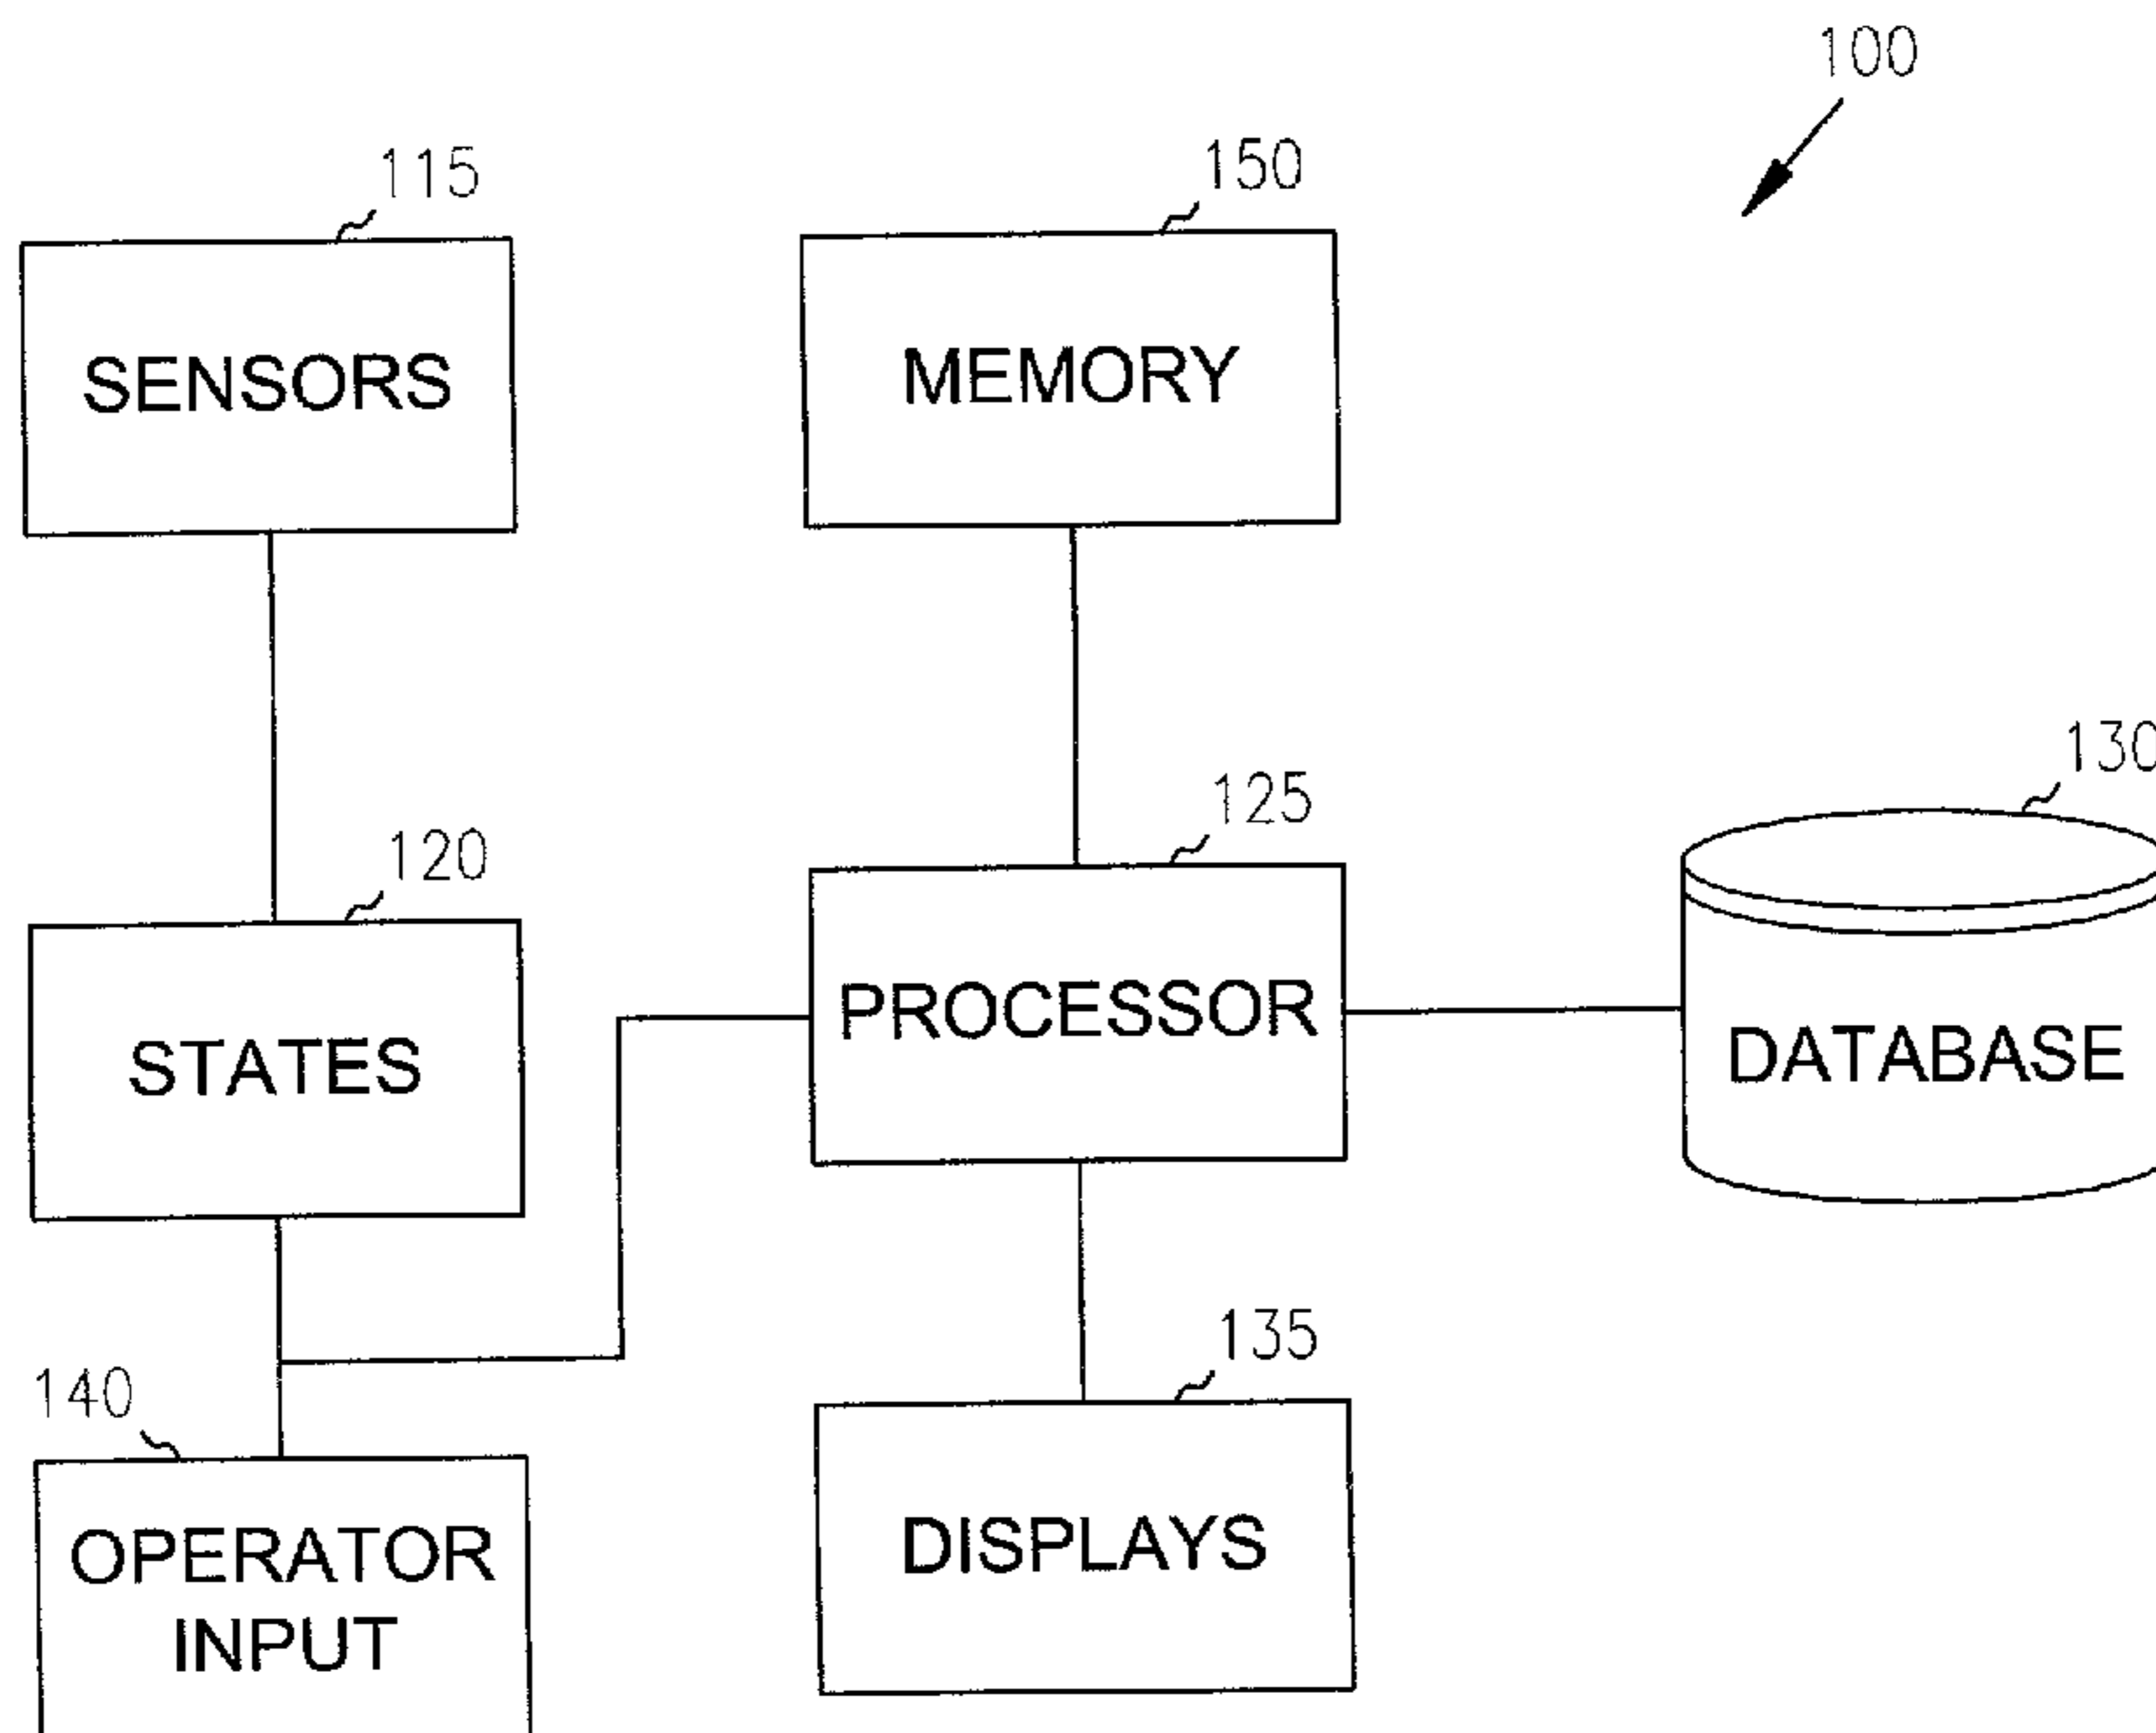 100
115
150
SENSORS
MEMORY
130
125
120
PROCESSOR
DATABASE
STATES
135
140
DISPLAYS
OPERATOR
INPUT